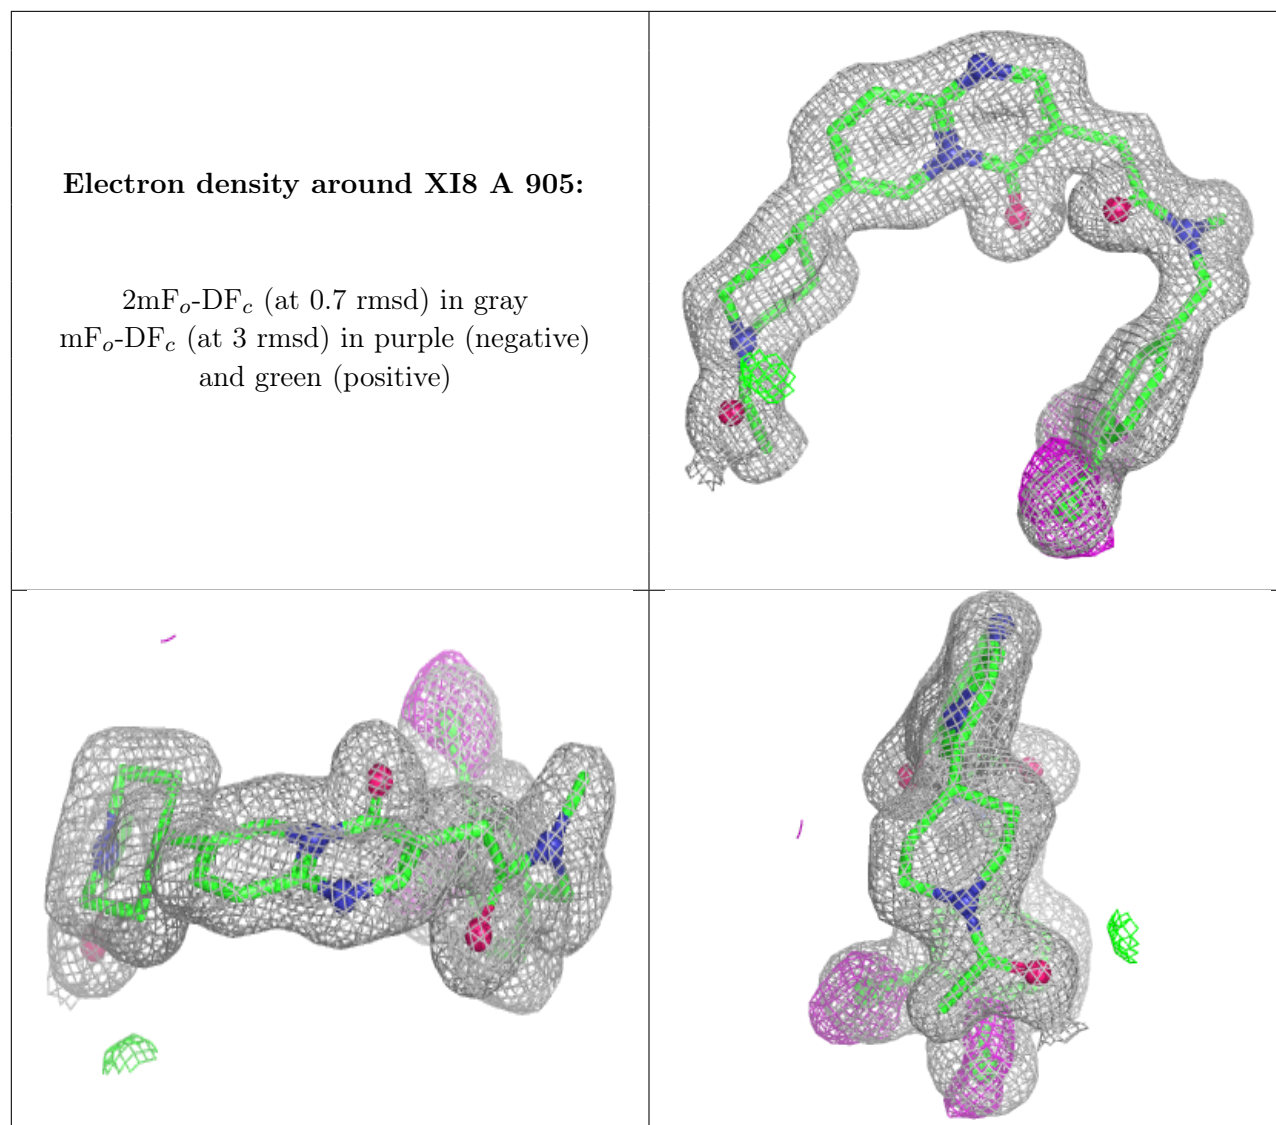 Electron density around XI8 A 905:
2mFₒ-DF𝒸 (at 0.7 rmsd) in gray
mFₒ-DF𝒸 (at 3 rmsd) in purple (negative)
and green (positive)